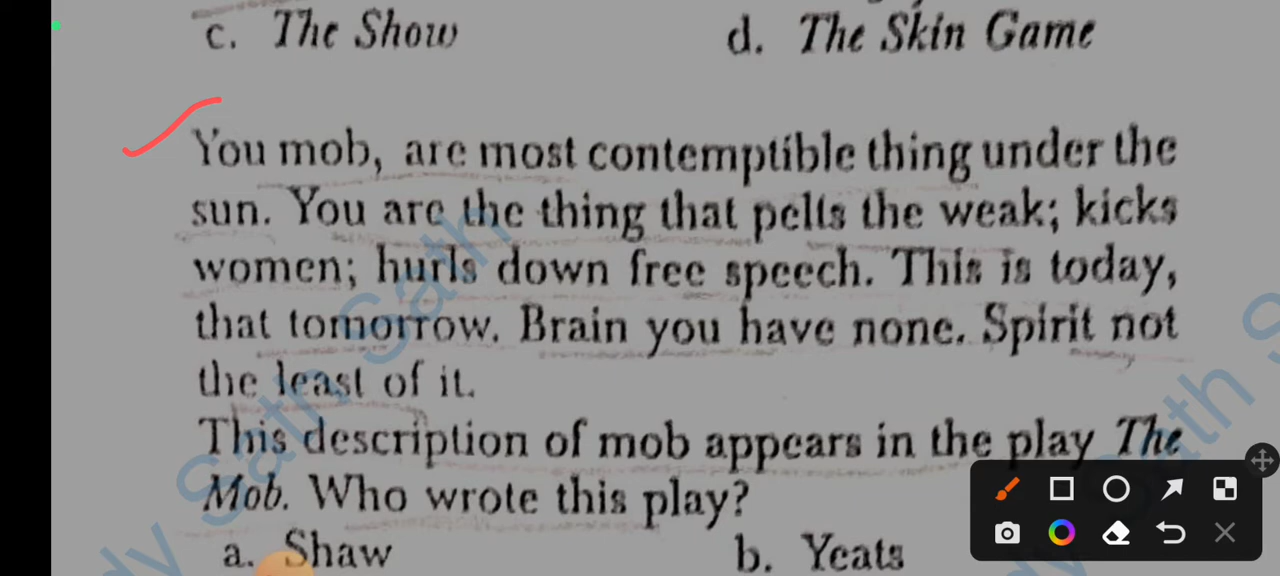 c. The Show d. The Skin Game
You mob, are most contemptible thing under the
sun. You are the thing that pelts the weak; kicks
women; hurls down free speech. This is today,
that tomorrow. Brain you have none. Spirit not
the least of it.
This description of mob appears in the play The
Mob. Who wrote this play?
a. Shaw b. Yeats